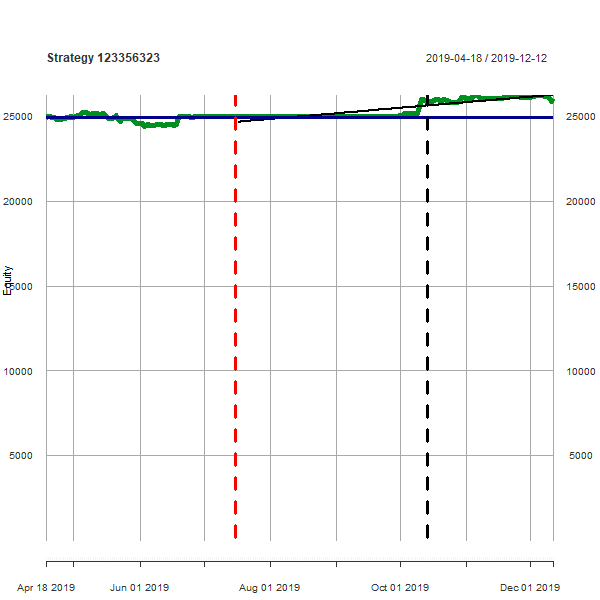 Strategy 123356323 2019-04-18 / 2019-12-12
25000 25000
20000 20000
Equity
15000 15000
10000 10000
5000 5000
Apr 18 2019 Jun 01 2019 Aug 01 2019 Oct 01 2019 Dec 01 2019